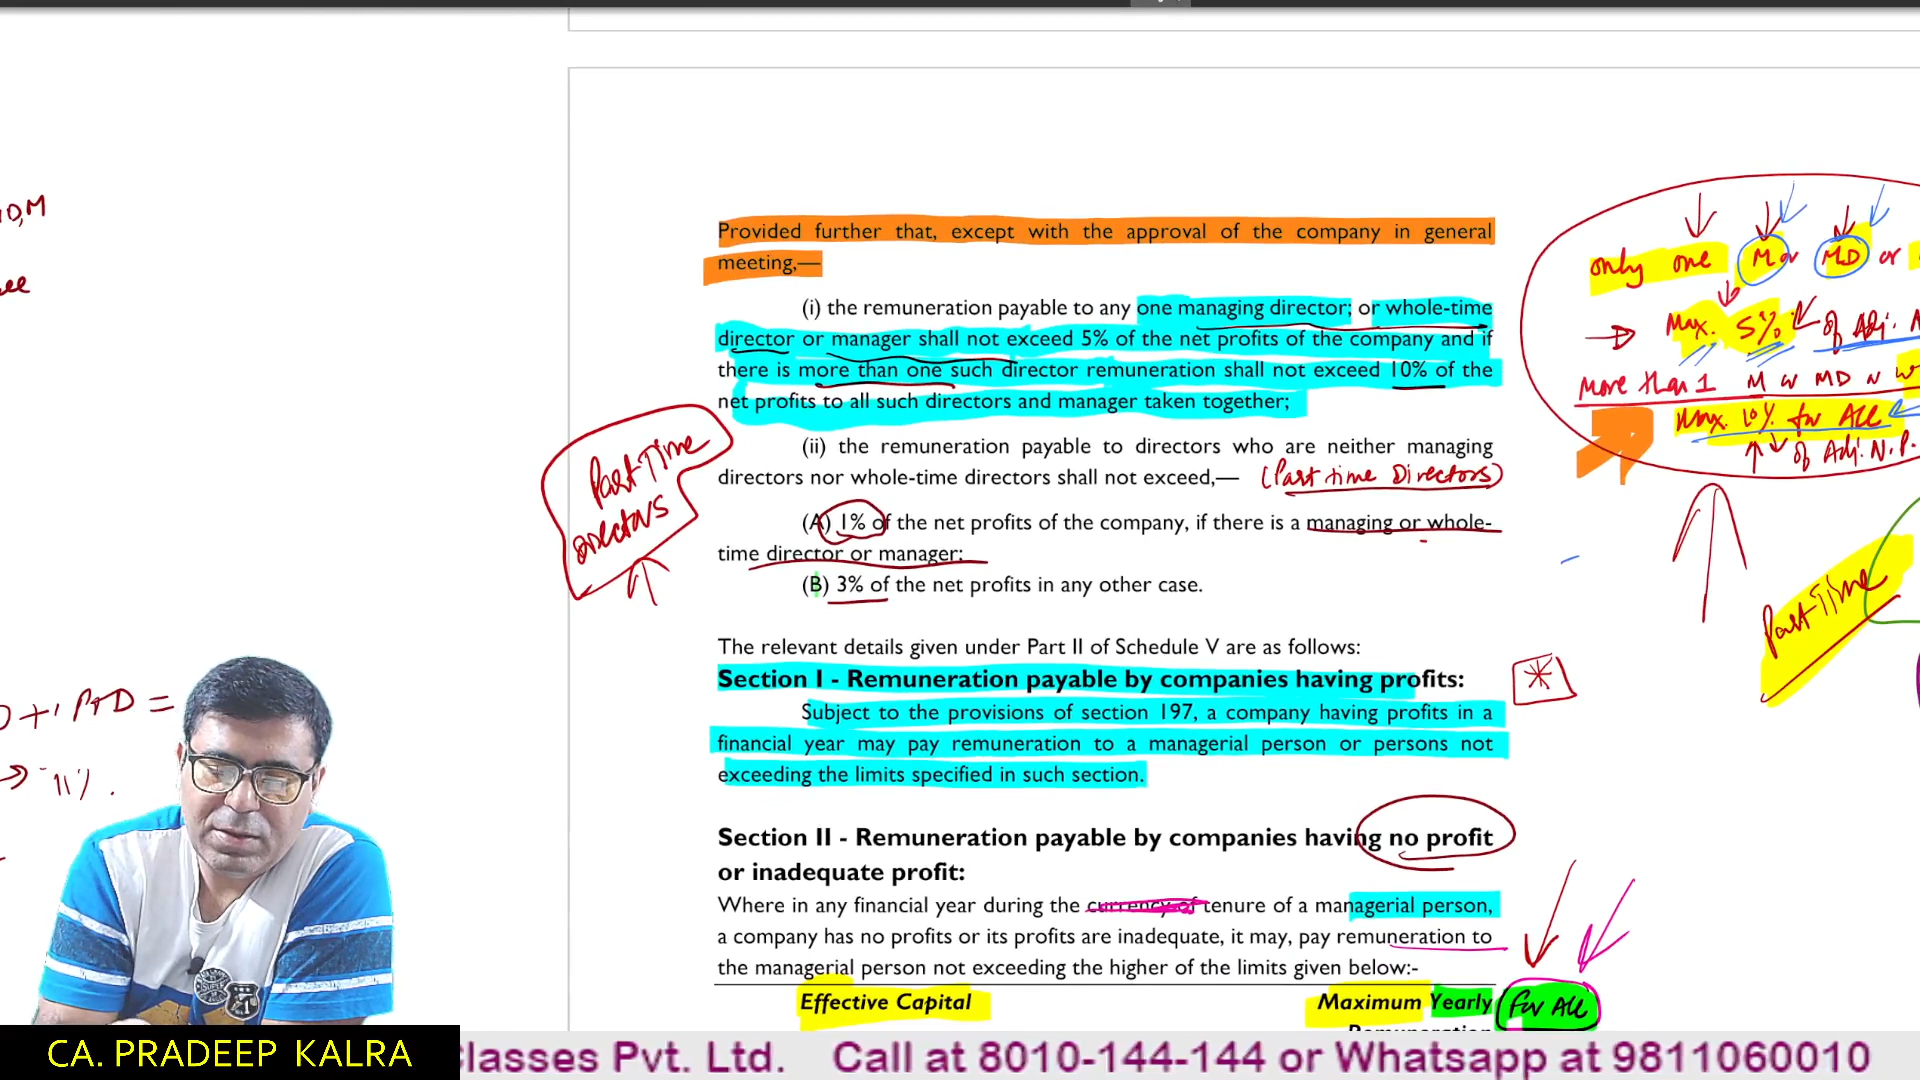 Provided further that, except with the approval of the company in general
meeting,—
(i) the remuneration payable to any one managing director; or whole-time
director or manager shall not exceed 5% of the net profits of the company and if
there is more than one such director remuneration shall not exceed 10% of the
net profits to all such directors and manager taken together;
(ii) the remuneration payable to directors who are neither managing
directors nor whole-time directors shall not exceed,— (Part time Directors)
(A) 1% of the net profits of the company, if there is a managing or whole-
time director or manager;
(B) 3% of the net profits in any other case.
The relevant details given under Part II of Schedule V are as follows:
Section I - Remuneration payable by companies having profits:
Subject to the provisions of section 197, a company having profits in a
financial year may pay remuneration to a managerial person or persons not
exceeding the limits specified in such section.
Section II - Remuneration payable by companies having no profit
or inadequate profit:
Where in any financial year during the currency of tenure of a managerial person,
a company has no profits or its profits are inadequate, it may, pay remuneration to
the managerial person not exceeding the higher of the limits given below:-
Effective Capital Maximum Yearly For All
Part Time
Directors
only one M or MD or
Max. 5% of Adj.
More than 1 M or MD or
Max. 10% for ALL
of Adj. N.P.
Part Time
+1 PTD =
11%.
CA. PRADEEP KALRA
Classes Pvt. Ltd. Call at 8010-144-144 or Whatsapp at 9811060010